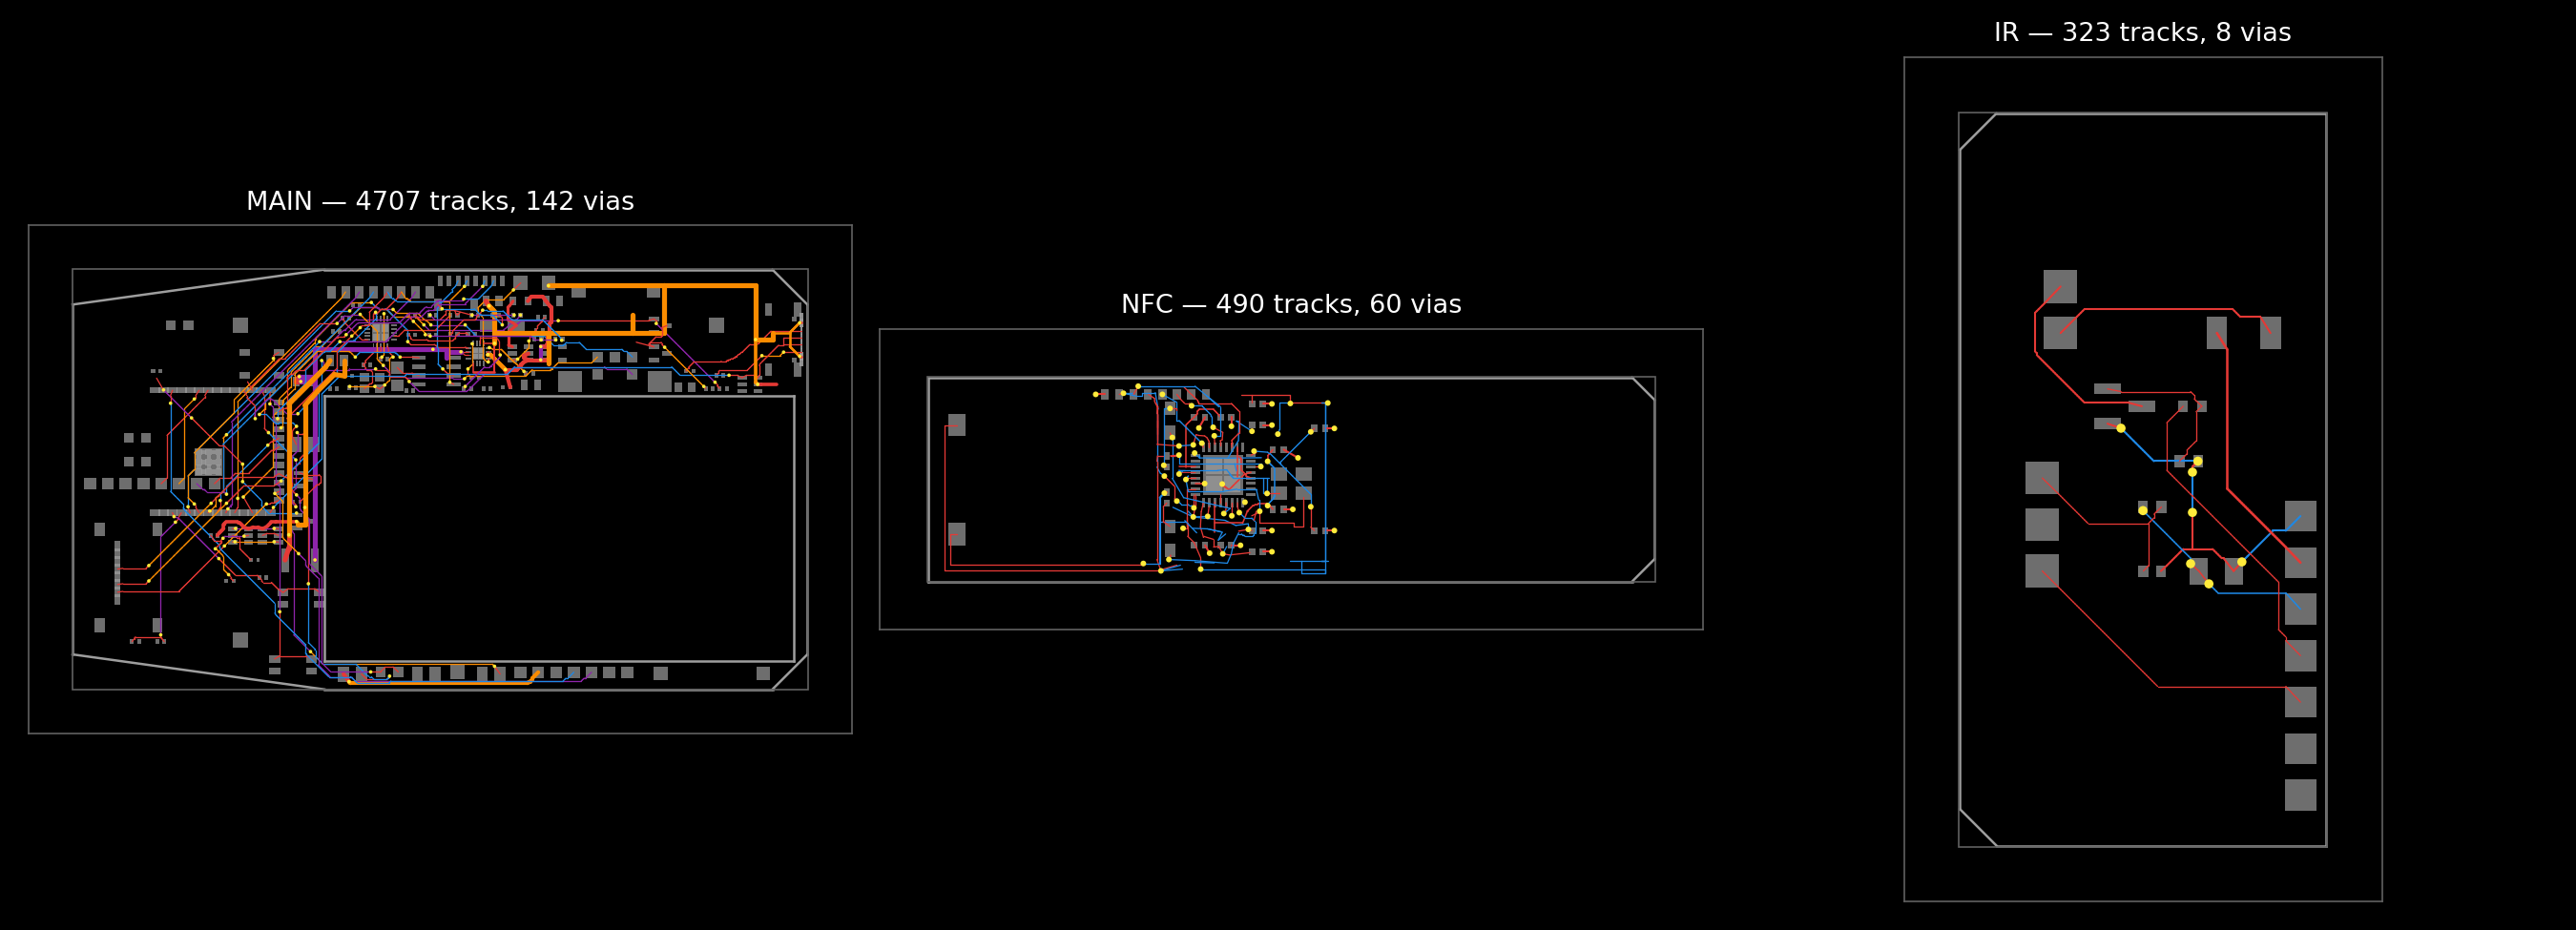 MAIN — 4707 tracks, 142 vias
NFC — 490 tracks, 60 vias
IR — 323 tracks, 8 vias